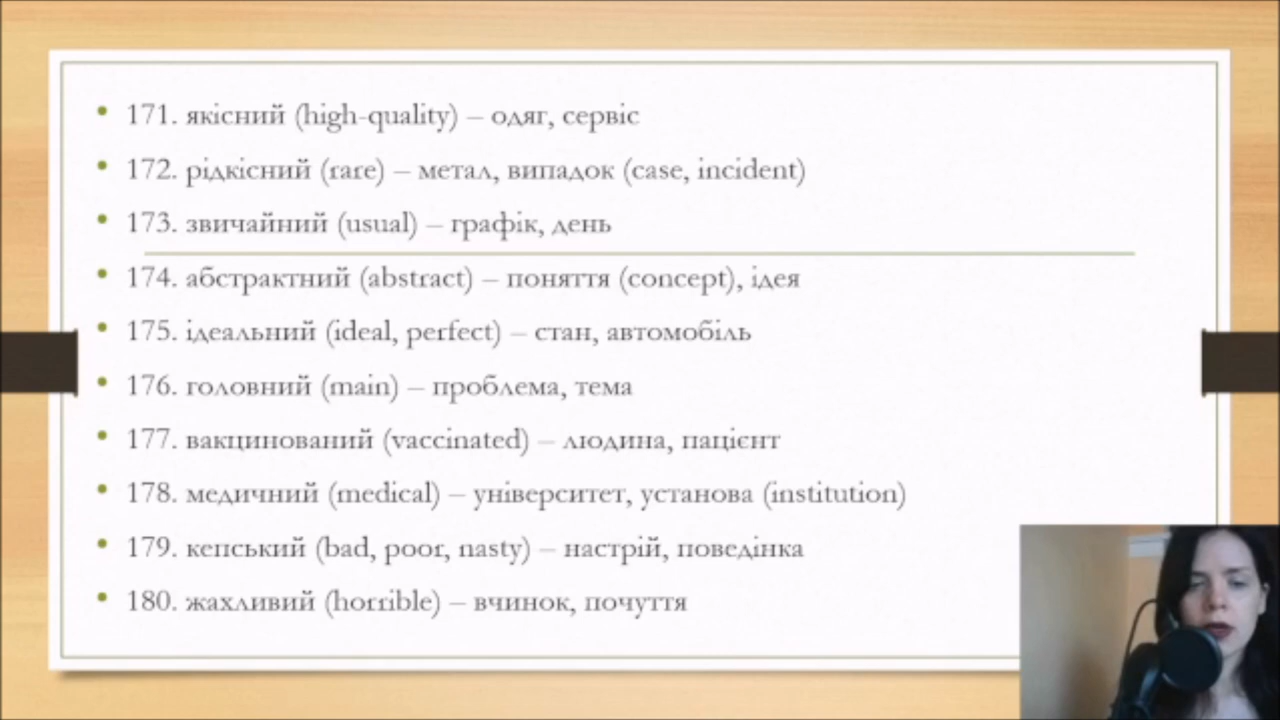 • 171. якісний (high-quality) – одяг, сервіс
• 172. рідкісний (rare) – метал, випадок (case, incident)
• 173. звичайний (usual) – графік, день
• 174. абстрактний (abstract) – поняття (concept), ідея
• 175. ідеальний (ideal, perfect) – стан, автомобіль
• 176. головний (main) – проблема, тема
• 177. вакцинований (vaccinated) – людина, пацієнт
• 178. медичний (medical) – університет, установа (institution)
• 179. кепський (bad, poor, nasty) – настрій, поведінка
• 180. жахливий (horrible) – вчинок, почуття